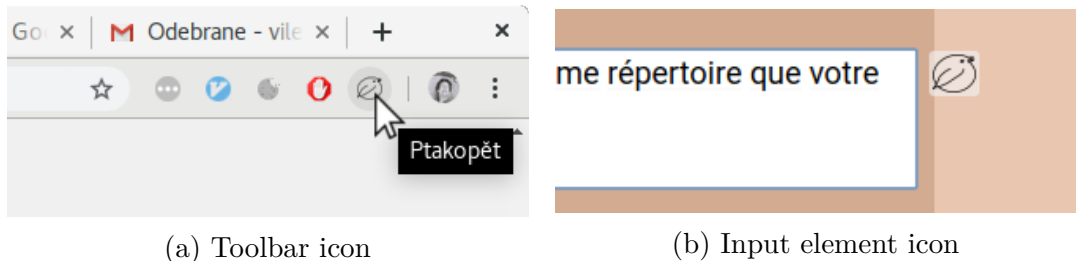 Go
Odebrane - vile
Ptakopět
me répertoire que votre
(a) Toolbar icon
(b) Input element icon